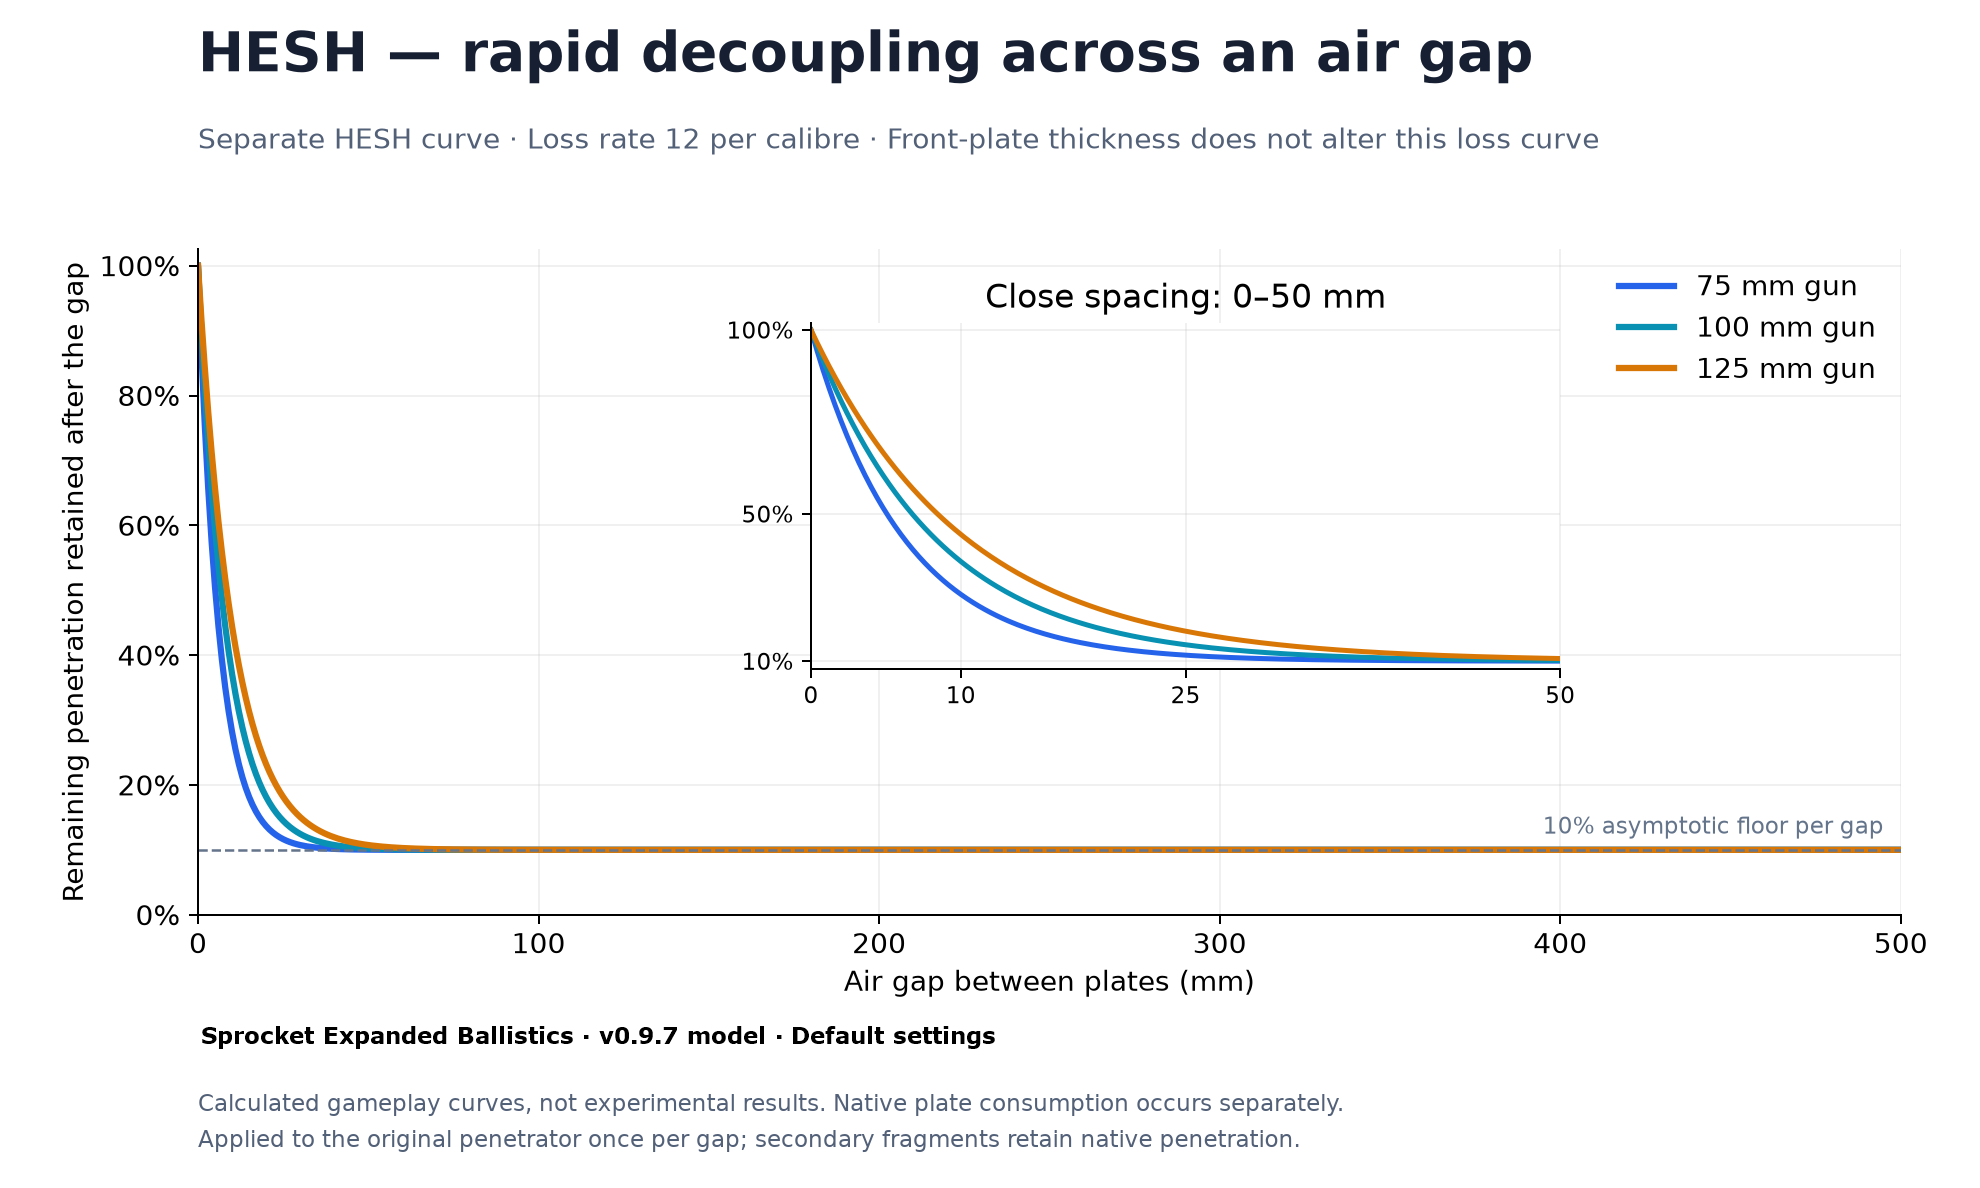 HESH — rapid decoupling across an air gap
Separate HESH curve · Loss rate 12 per calibre · Front-plate thickness does not alter this loss curve
Remaining penetration retained after the gap
100%
80%
60%
40%
20%
0%
Close spacing: 0–50 mm
100%
50%
10%
0
10
25
50
75 mm gun
100 mm gun
125 mm gun
10% asymptotic floor per gap
0
100
200
300
400
500
Air gap between plates (mm)
Sprocket Expanded Ballistics · v0.9.7 model · Default settings
Calculated gameplay curves, not experimental results. Native plate consumption occurs separately.
Applied to the original penetrator once per gap; secondary fragments retain native penetration.